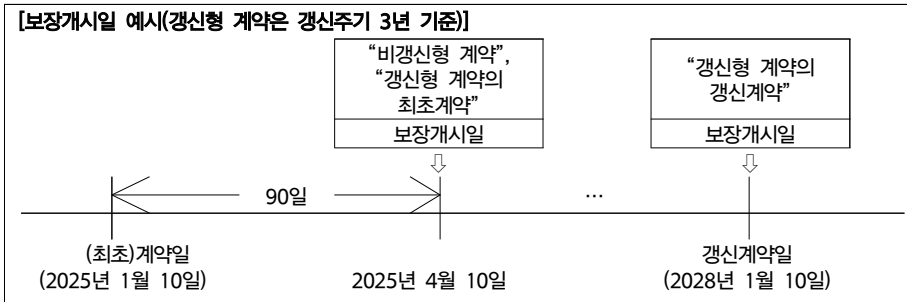 [보장개시일 예시(갱신형 계약은 갱신주기 3년 기준)]
“비갱신형 계약”,
“갱신형 계약의
최초계약”
보장개시일
“갱신형 계약의
갱신계약”
보장개시일
90일
...
(최초)계약일
(2025년 1월 10일)
2025년 4월 10일
갱신계약일
(2028년 1월 10일)